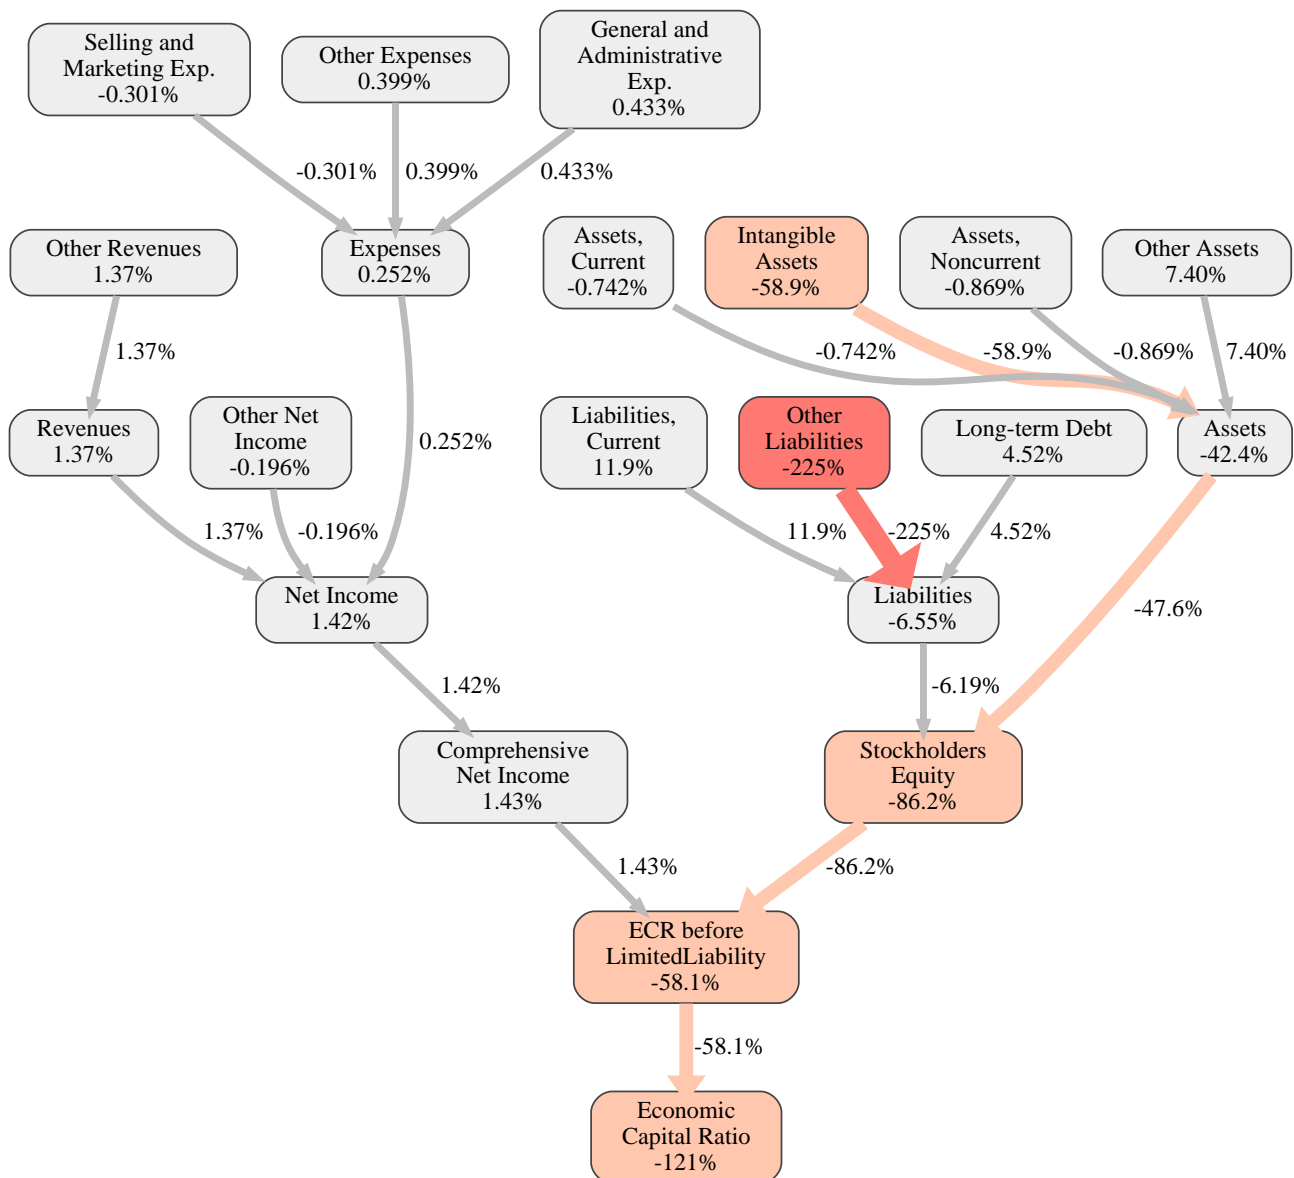 Selling and
Marketing Exp.
-0.301%
Other Expenses
0.399%
General and
Administrative
Exp.
0.433%
-0.301%
0.399%
0.433%
Other Revenues
1.37%
Expenses
0.252%
Assets,
Current
-0.742%
Intangible
Assets
-58.9%
Assets,
Noncurrent
-0.869%
Other Assets
7.40%
1.37%
-0.742%
-58.9%
-0.869%
7.40%
Revenues
1.37%
Other Net
Income
-0.196%
0.252%
Liabilities,
Current
11.9%
Other
Liabilities
-225%
Long-term Debt
4.52%
Assets
-42.4%
1.37%
-0.196%
11.9%
-225%
4.52%
Net Income
1.42%
Liabilities
-6.55%
-47.6%
1.42%
-6.19%
Comprehensive
Net Income
1.43%
Stockholders
Equity
-86.2%
1.43%
-86.2%
ECR before
LimitedLiability
-58.1%
-58.1%
Economic
Capital Ratio
-121%